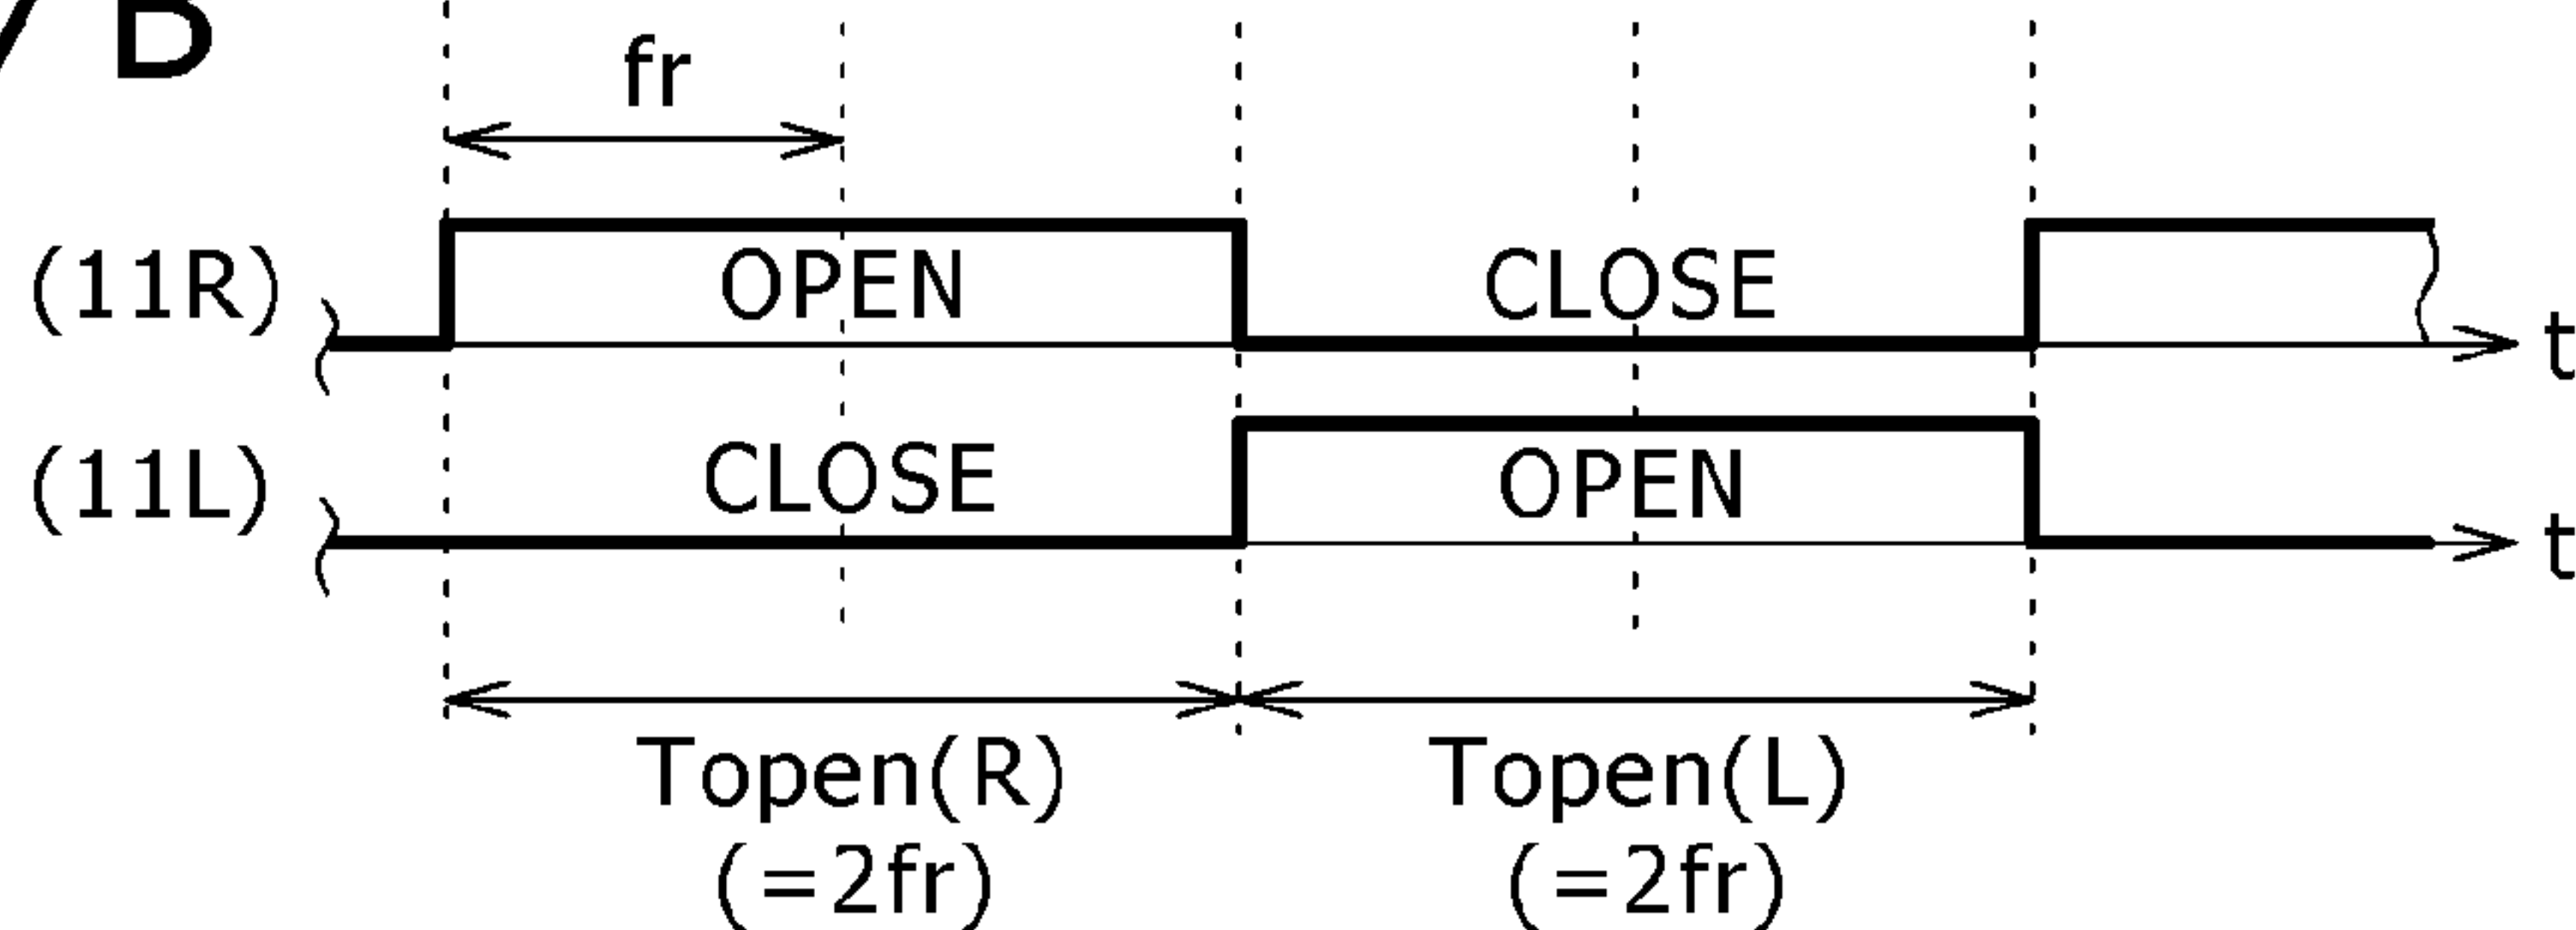 B
fr
(11R) OPEN CLOSE t
(11L) CLOSE OPEN t
Topen(R) Topen(L)
(=2fr) (=2fr)